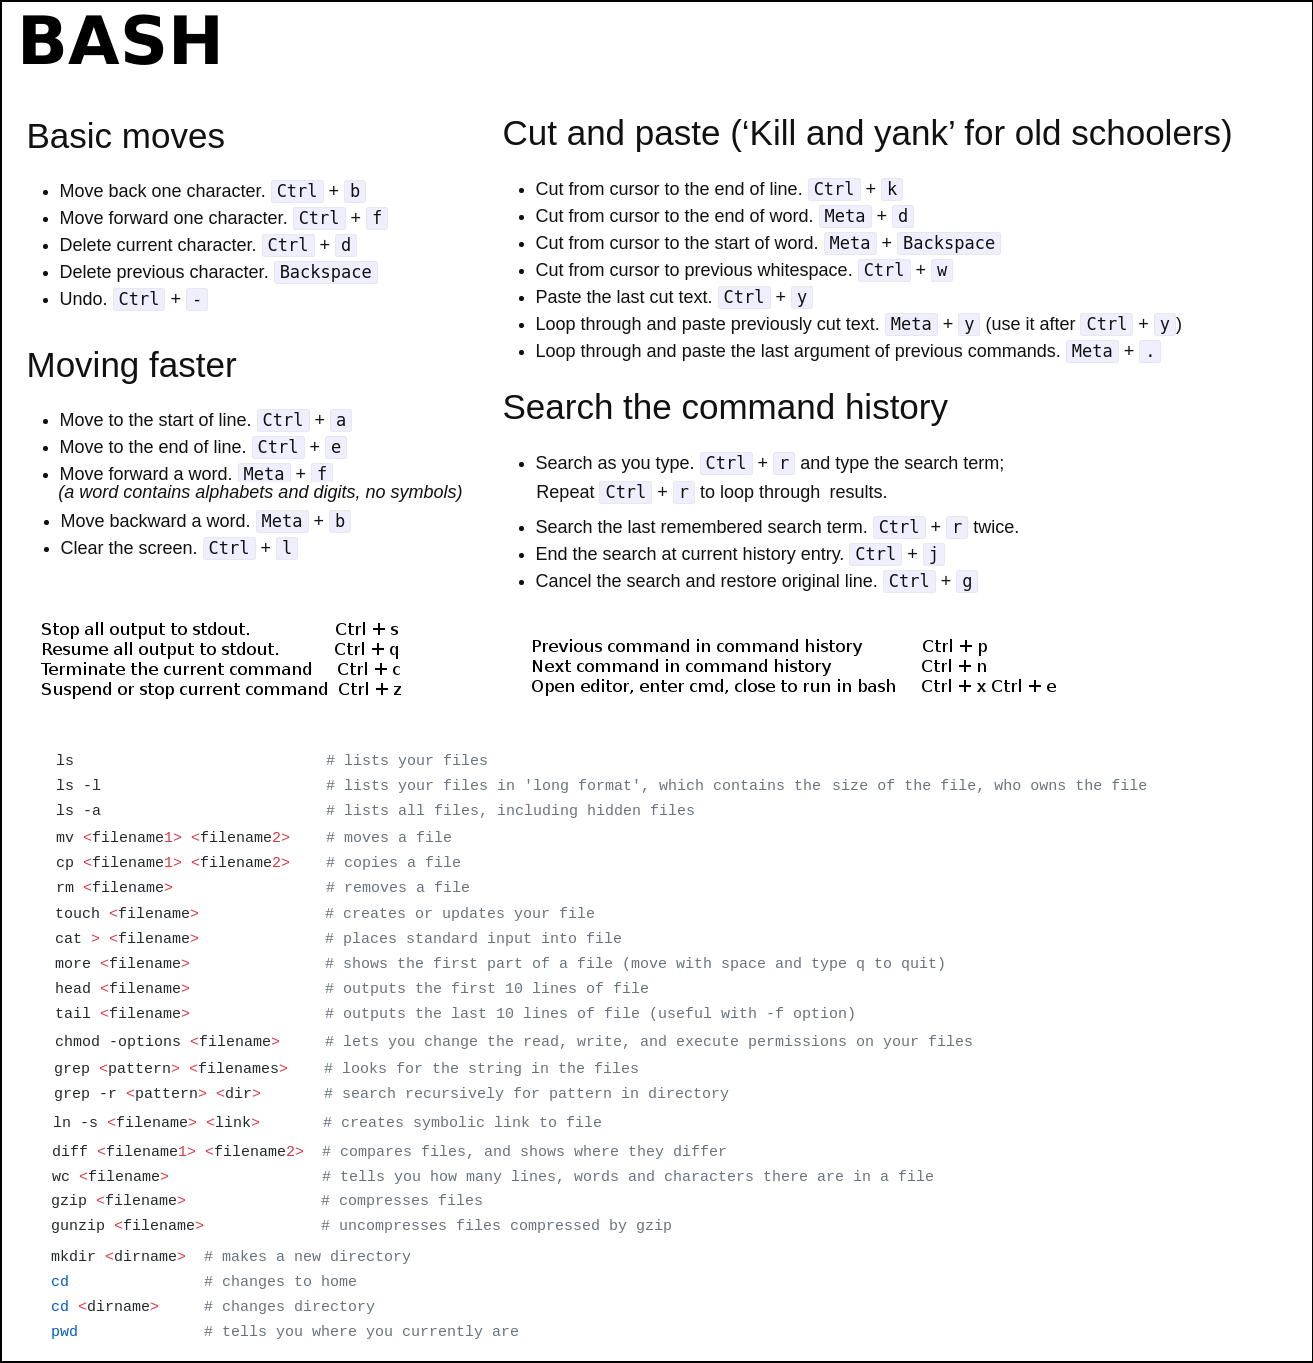 BASH
Basic moves
Move back one character. Ctrl + b
Move forward one character. Ctrl + f
Delete current character. Ctrl + d
Delete previous character. Backspace
Undo. Ctrl + -
Moving faster
Move to the start of line. Ctrl + a
Move to the end of line. Ctrl + e
Move forward a word. Meta + f
(a word contains alphabets and digits, no symbols)
Move backward a word. Meta + b
Clear the screen. Ctrl + l
Cut and paste (‘Kill and yank’ for old schoolers)
Cut from cursor to the end of line. Ctrl + k
Cut from cursor to the end of word. Meta + d
Cut from cursor to the start of word. Meta + Backspace
Cut from cursor to previous whitespace. Ctrl + w
Paste the last cut text. Ctrl + y
Loop through and paste previously cut text. Meta + y (use it after Ctrl + y )
Loop through and paste the last argument of previous commands. Meta + .
Search the command history
Search as you type. Ctrl + r and type the search term;
Repeat Ctrl + r to loop through results.
Search the last remembered search term. Ctrl + r twice.
End the search at current history entry. Ctrl + j
Cancel the search and restore original line. Ctrl + g
Stop all output to stdout. Ctrl + s
Resume all output to stdout. Ctrl + q
Terminate the current command Ctrl + c
Suspend or stop current command Ctrl + z
Previous command in command history Ctrl + p
Next command in command history Ctrl + n
Open editor, enter cmd, close to run in bash Ctrl + x Ctrl + e
ls # lists your files
ls -l # lists your files in 'long format', which contains the size of the file, who owns the file
ls -a # lists all files, including hidden files
mv <filename1> <filename2> # moves a file
cp <filename1> <filename2> # copies a file
rm <filename> # removes a file
touch <filename> # creates or updates your file
cat > <filename> # places standard input into file
more <filename> # shows the first part of a file (move with space and type q to quit)
head <filename> # outputs the first 10 lines of file
tail <filename> # outputs the last 10 lines of file (useful with -f option)
chmod -options <filename> # lets you change the read, write, and execute permissions on your files
grep <pattern> <filenames> # looks for the string in the files
grep -r <pattern> <dir> # search recursively for pattern in directory
ln -s <filename> <link> # creates symbolic link to file
diff <filename1> <filename2> # compares files, and shows where they differ
wc <filename> # tells you how many lines, words and characters there are in a file
gzip <filename> # compresses files
gunzip <filename> # uncompresses files compressed by gzip
mkdir <dirname> # makes a new directory
cd # changes to home
cd <dirname> # changes directory
pwd # tells you where you currently are